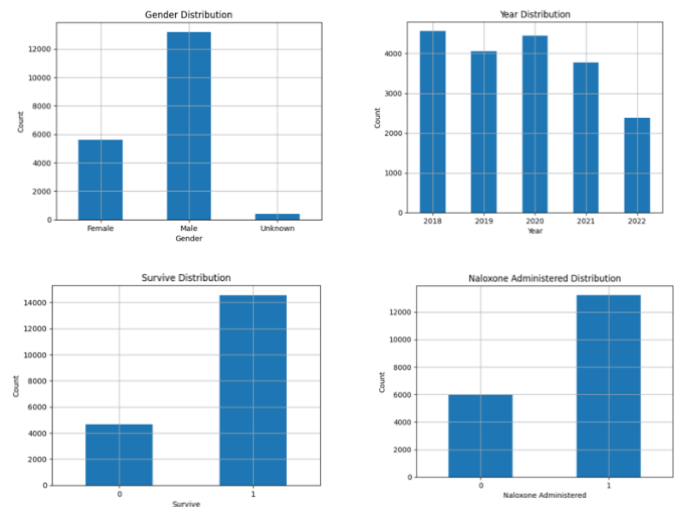 Gender Distribution
12000
10000
8000
6000
4000
2000
0
Count
Female Male Unknown
Gender
Year Distribution
4000
3000
2000
1000
0
Count
2018 2019 2020 2021 2022
Year
Survive Distribution
14000
12000
10000
8000
6000
4000
2000
0
Count
0 1
Survive
Naloxone Administered Distribution
12000
10000
8000
6000
4000
2000
0
Count
0 1
Naloxone Administered